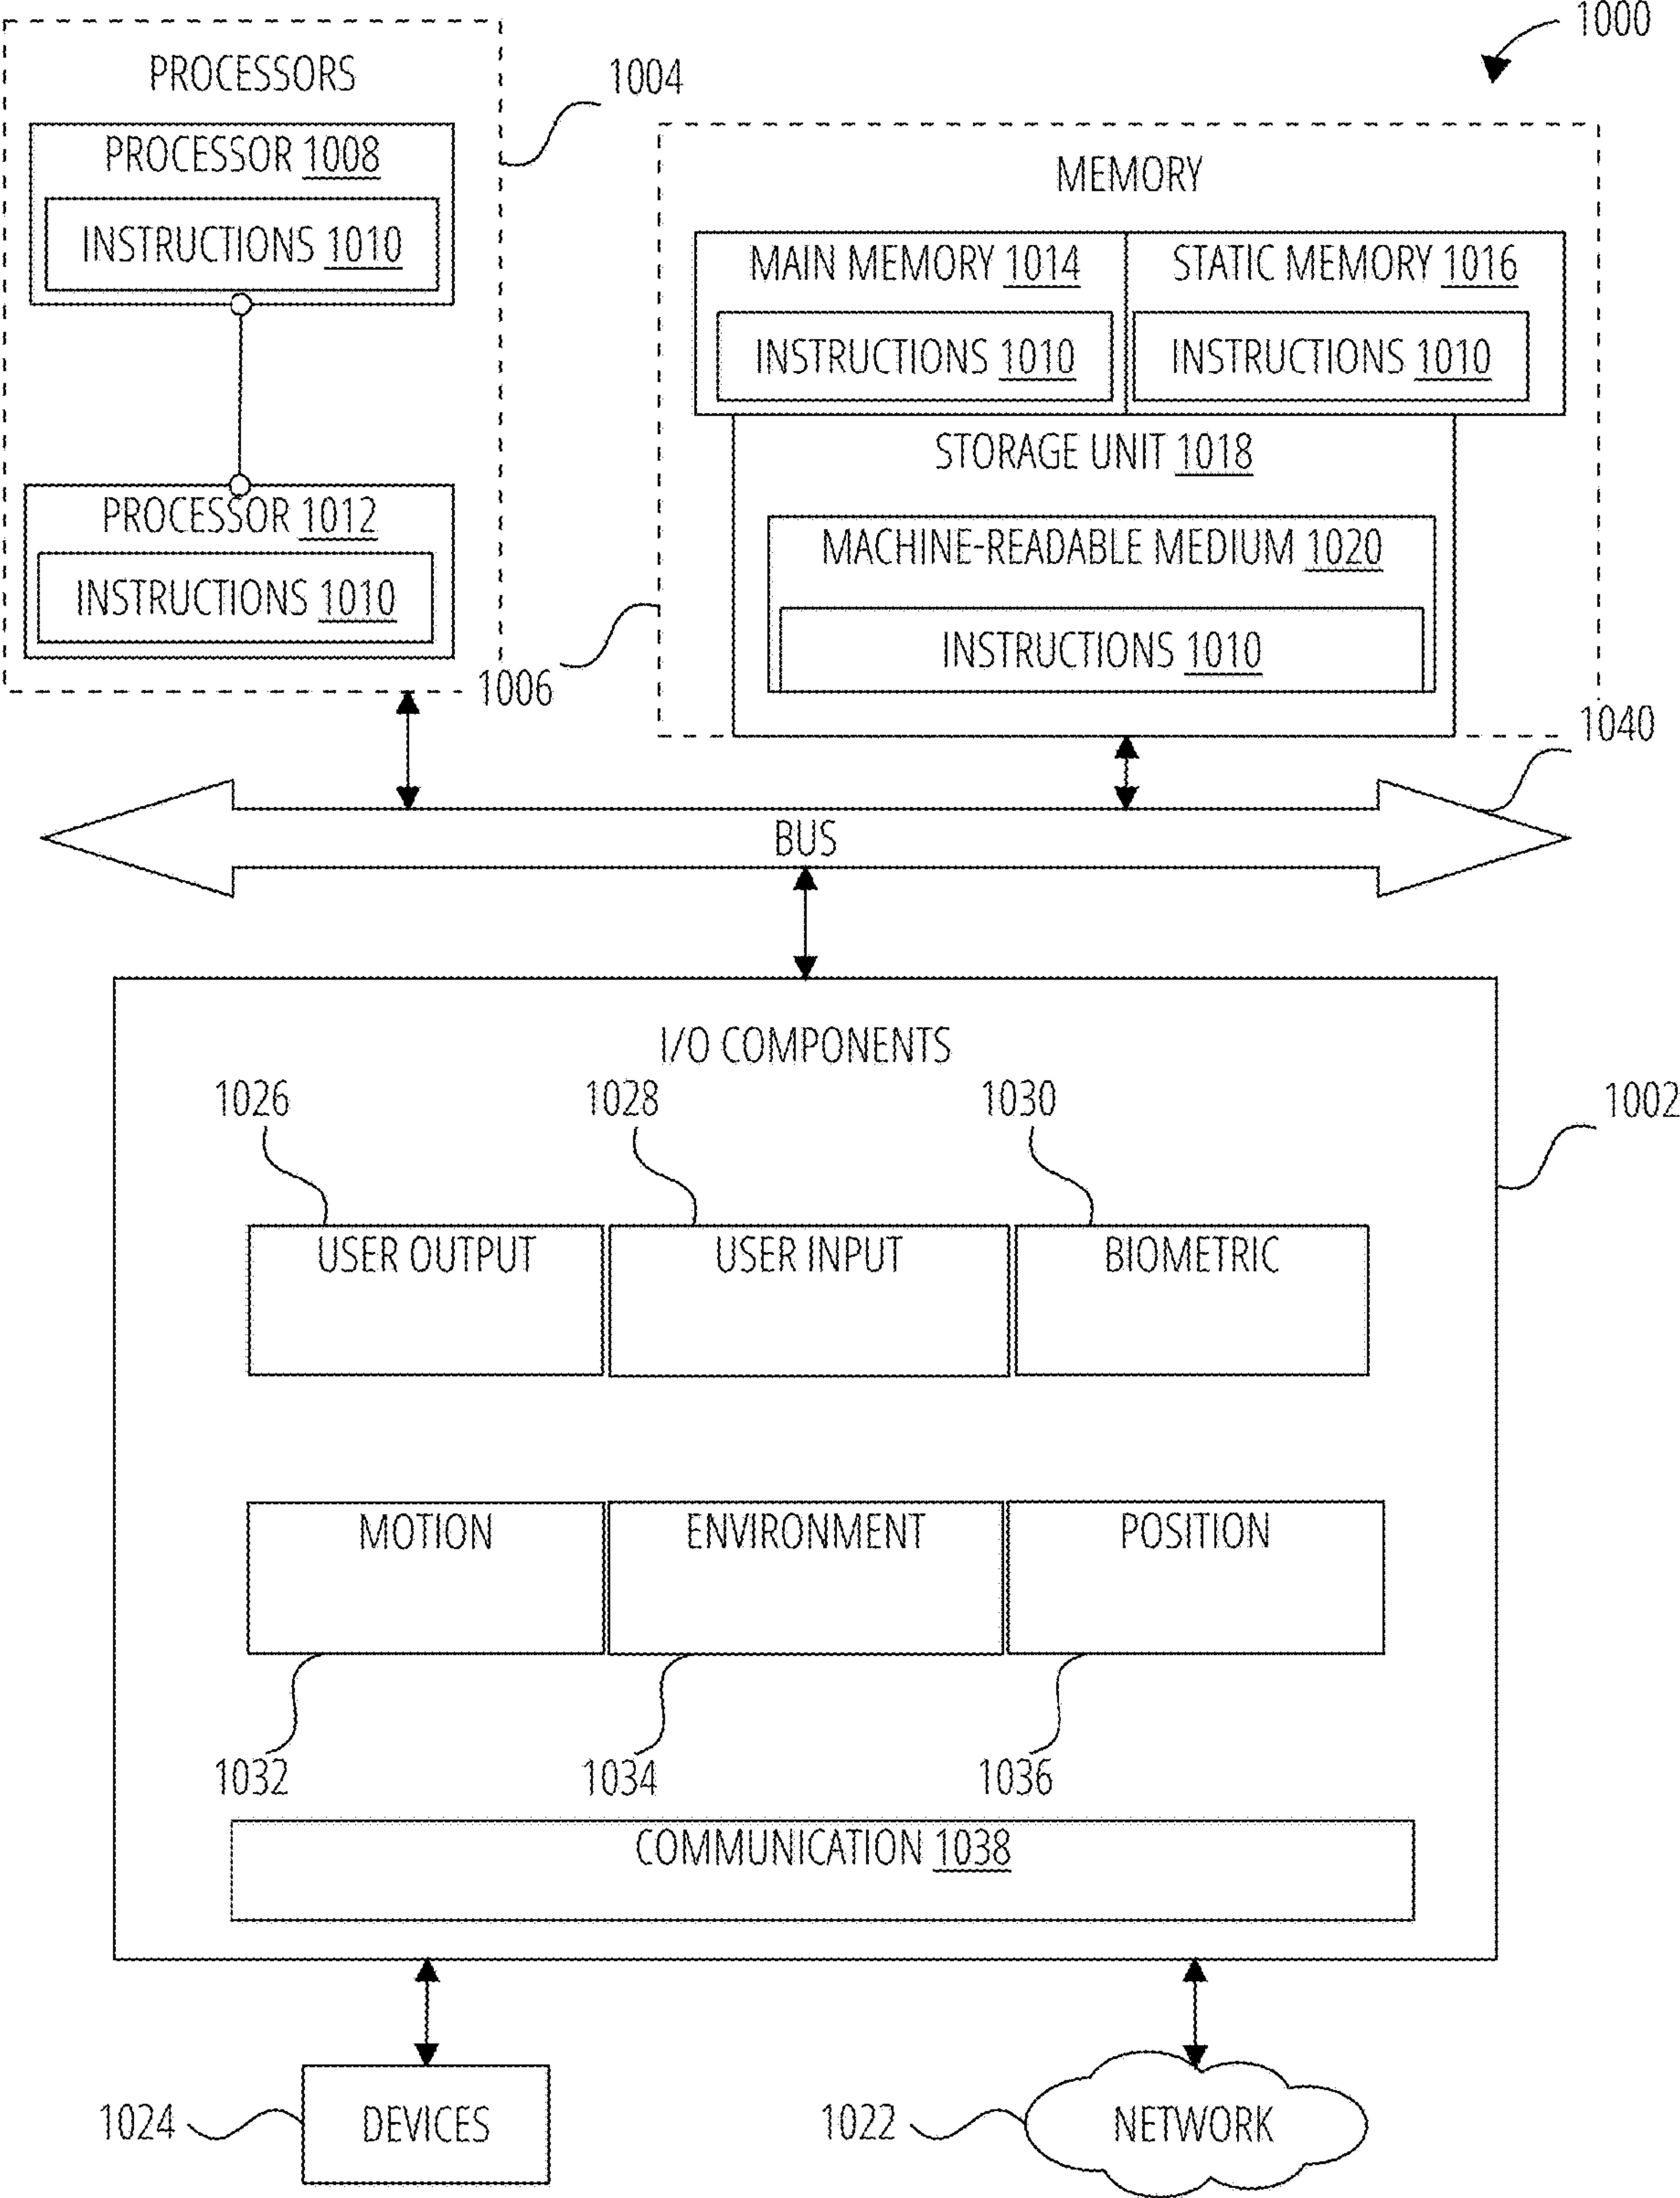 1000
PROCESSORS
1004
PROCESSOR 1008
INSTRUCTIONS 1010
PROCESSOR 1012
INSTRUCTIONS 1010
MEMORY
MAIN MEMORY 1014
STATIC MEMORY 1016
INSTRUCTIONS 1010
INSTRUCTIONS 1010
STORAGE UNIT 1018
MACHINE-READABLE MEDIUM 1020
INSTRUCTIONS 1010
1006
1040
BUS
I/O COMPONENTS
1002
1026
1028
1030
USER OUTPUT
USER INPUT
BIOMETRIC
MOTION
ENVIRONMENT
POSITION
1032
1034
1036
COMMUNICATION 1038
1024
DEVICES
1022
NETWORK